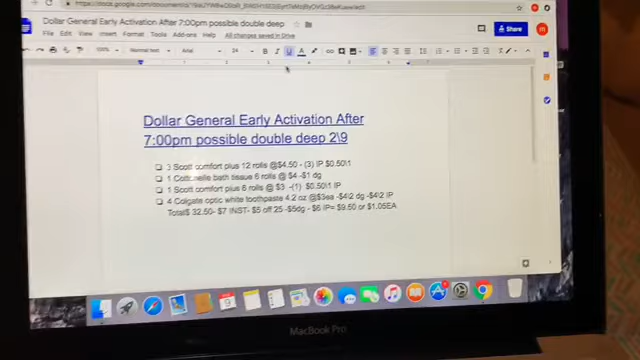 Dollar General Early Activation After 7:00pm possible double deep
File Edit View Insert Format Tools Add-ons Help All changes saved in Drive
Share
100% Normal text Arial 24 B I U A
Dollar General Early Activation After
7:00pm possible double deep 2\9
3 Scott comfort plus 12 rolls @$4.50 - (3) IP $0.50\1
1 Cottonelle bath tissue 6 rolls @ $4 -$1 dg
1 Scott comfort plus 6 rolls @ $3 -(1) $0.50\1 IP
4 Colgate optic white toothpaste 4.2 oz @$3ea -$4\2 dg -$4\2 IP
Total$ 32.50- $7 INST- $5 off 25 -$5dg - $6 IP= $9.50 or $1.05EA
MacBook Pro